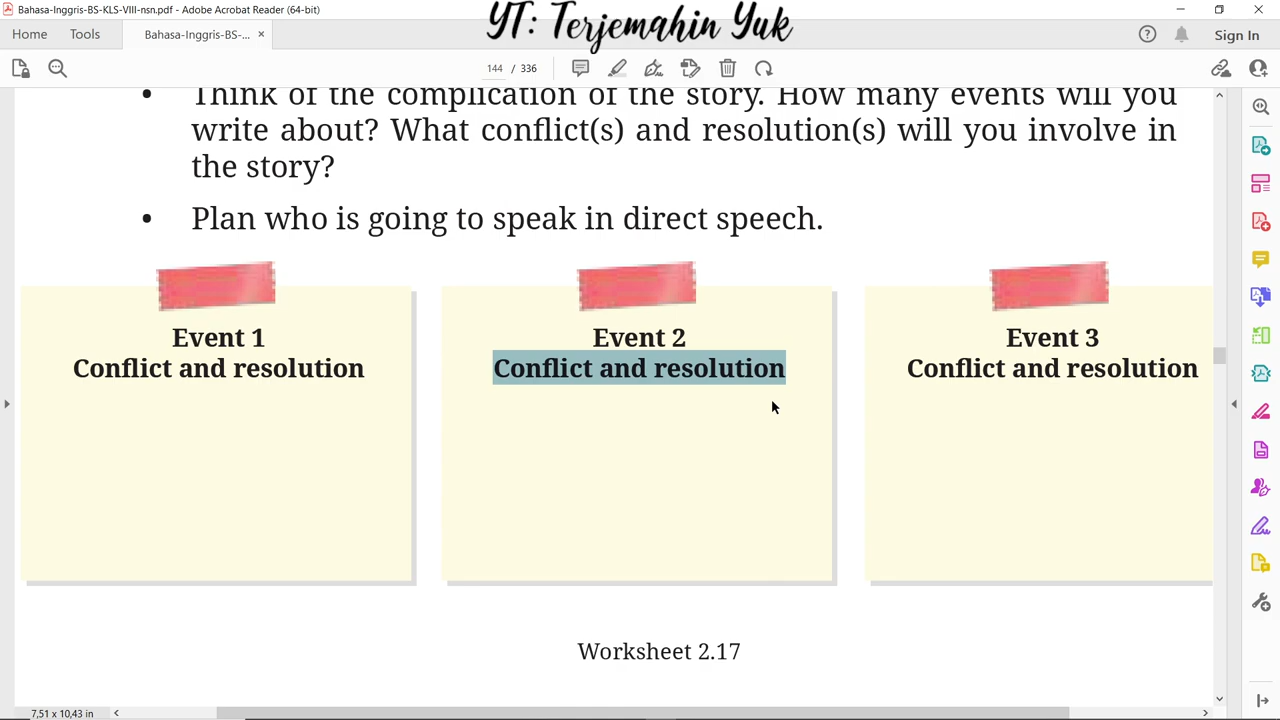 Bahasa-Inggris-BS-KLS-VIII-nsn.pdf - Adobe Acrobat Reader (64-bit)
YT: Terjemahin Yuk
Home Tools Bahasa-Inggris-BS-... × Sign In
144 / 336
• Think of the complication of the story. How many events will you
write about? What conflict(s) and resolution(s) will you involve in
the story?
• Plan who is going to speak in direct speech.
Event 1
Conflict and resolution
Event 2
Conflict and resolution
Event 3
Conflict and resolution
Worksheet 2.17
7,51 x 10,43 in